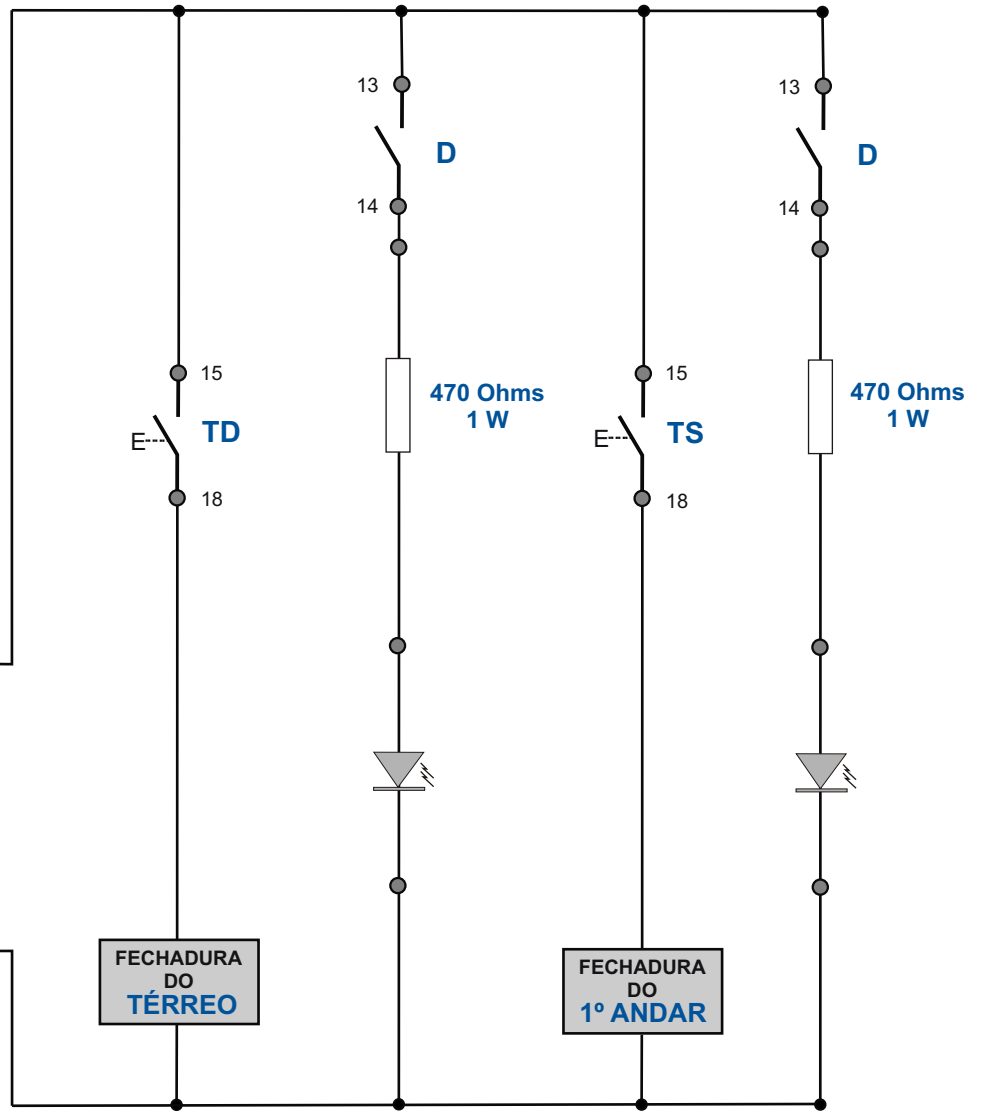 13
D
14
13
D
14
15
E
TD
18
470 Ohms
1 W
15
E
TS
18
470 Ohms
1 W
FECHADURA
DO
TÉRREO
FECHADURA
DO
1º ANDAR